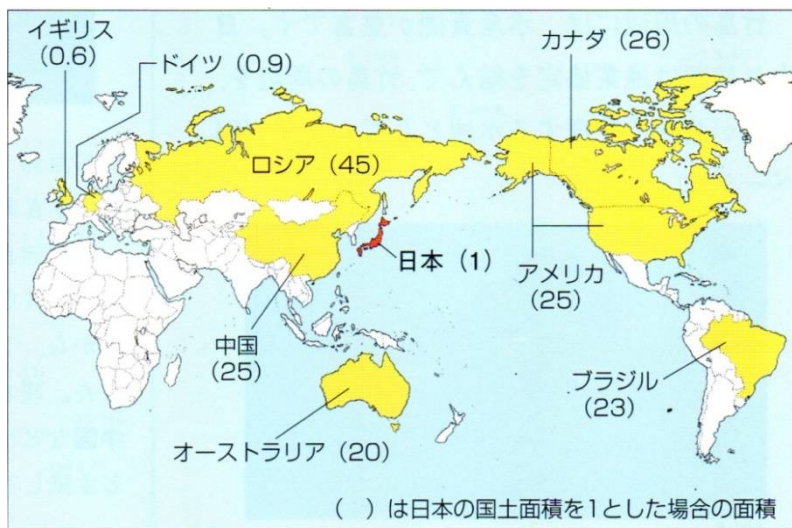 イギリス
(0.6)
ドイツ(0.9)
カナダ(26)
ロシア(45)
日本(1)
アメリカ
(25)
中国
(25)
ブラジル
(23)
オーストラリア(20)
( )は日本の国土面積を1とした場合の面積